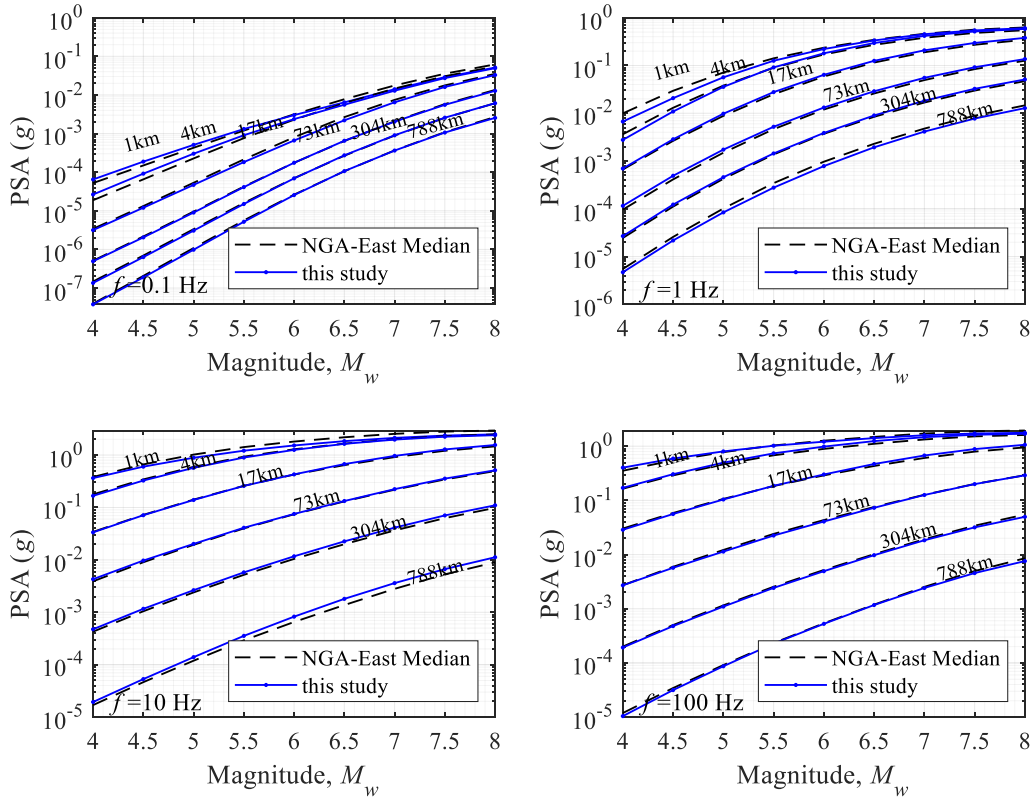 10^0
10^-1
10^-2
10^-3
10^-4
10^-5
10^-6
10^-7
PSA (g)
1km
4km
17km
73km
304km
788km
NGA-East Median
this study
f =0.1 Hz
4 4.5 5 5.5 6 6.5 7 7.5 8
Magnitude, M_w
10^0
10^-1
10^-2
10^-3
10^-4
10^-5
10^-6
PSA (g)
1km
4km
17km
73km
304km
788km
NGA-East Median
this study
f =1 Hz
4 4.5 5 5.5 6 6.5 7 7.5 8
Magnitude, M_w
10^0
10^-1
10^-2
10^-3
10^-4
10^-5
PSA (g)
1km
4km
17km
73km
304km
788km
NGA-East Median
this study
f =10 Hz
4 4.5 5 5.5 6 6.5 7 7.5 8
Magnitude, M_w
10^0
10^-1
10^-2
10^-3
10^-4
10^-5
PSA (g)
1km
4km
17km
73km
304km
788km
NGA-East Median
this study
f =100 Hz
4 4.5 5 5.5 6 6.5 7 7.5 8
Magnitude, M_w